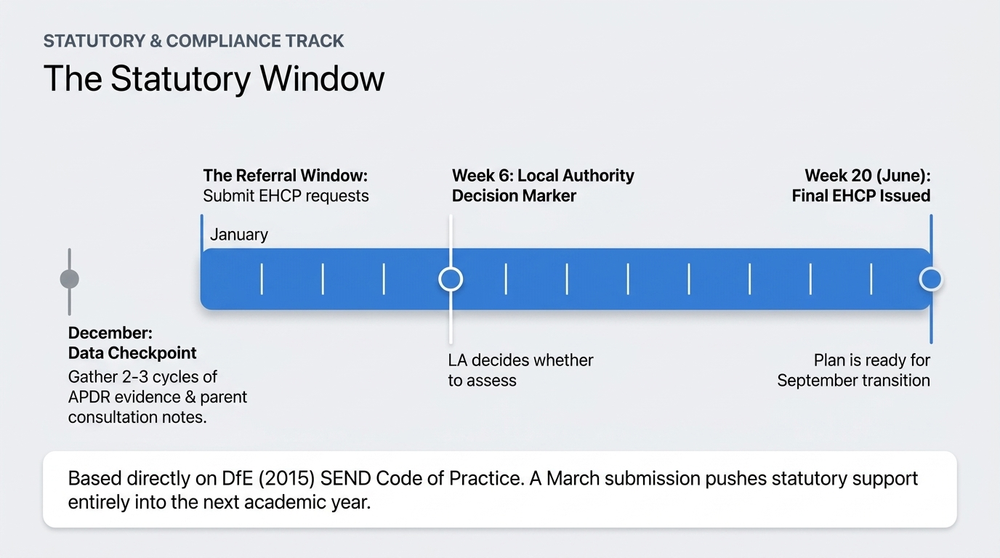 STATUTORY & COMPLIANCE TRACK
The Statutory Window
The Referral Window:
Submit EHCP requests
January
Week 6: Local Authority
Decision Marker
Week 20 (June):
Final EHCP Issued
December:
Data Checkpoint
Gather 2-3 cycles of
APDR evidence & parent
consultation notes.
LA decides whether
to assess
Plan is ready for
September transition
Based directly on DfE (2015) SEND Code of Practice. A March submission pushes statutory support
entirely into the next academic year.